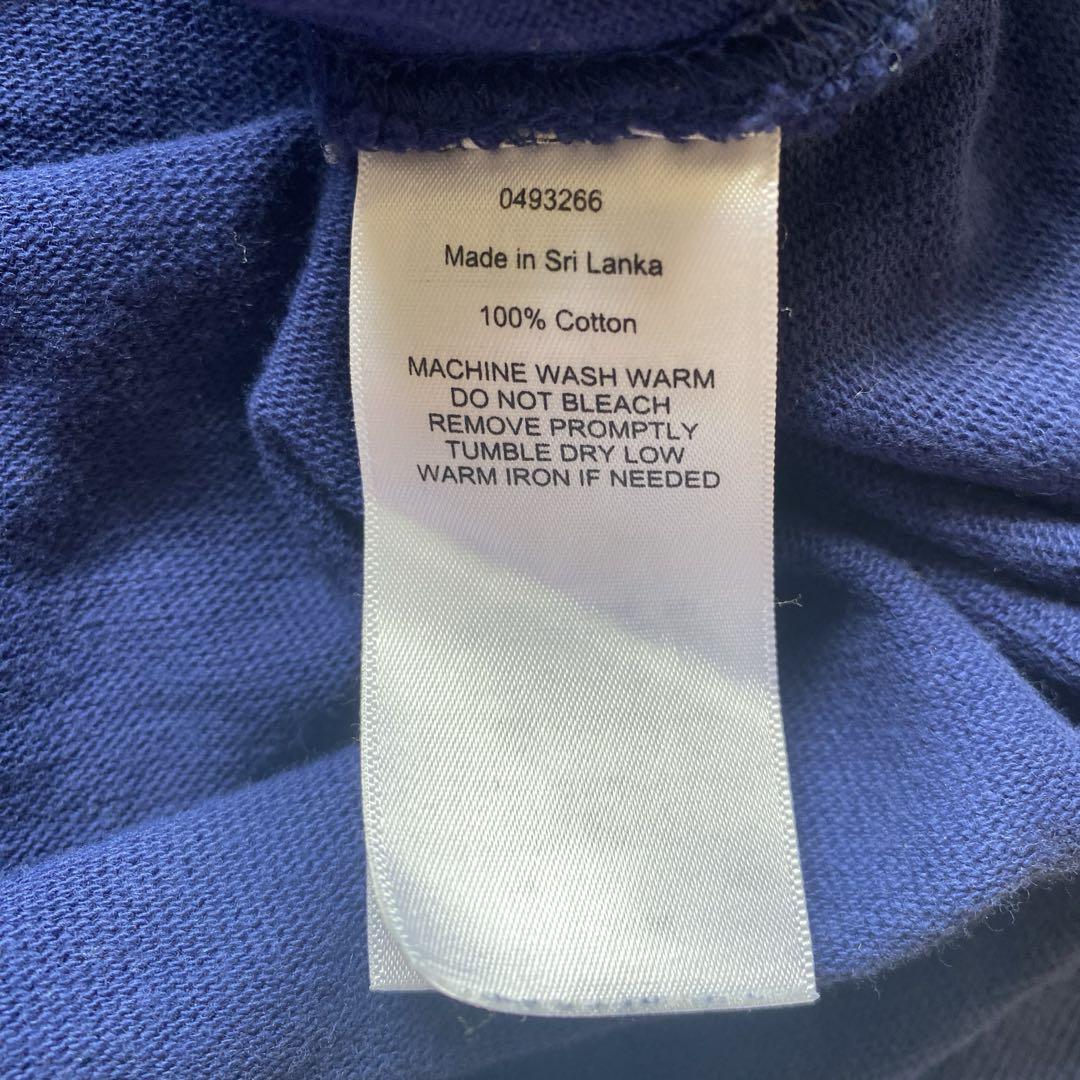 0493266
Made in Sri Lanka
100% Cotton
MACHINE WASH WARM
DO NOT BLEACH
REMOVE PROMPTLY
TUMBLE DRY LOW
WARM IRON IF NEEDED